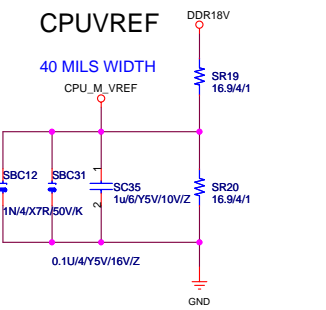 CPUVREF
DDR18V
40 MILS WIDTH
CPU_M_VREF
SR19
16.9/4/1
SBC12
SBC31
1
SC35
1u/6/Y5V/10V/Z
2
SR20
16.9/4/1
1N/4/X7R/50V/K
0.1U/4/Y5V/16V/Z
GND